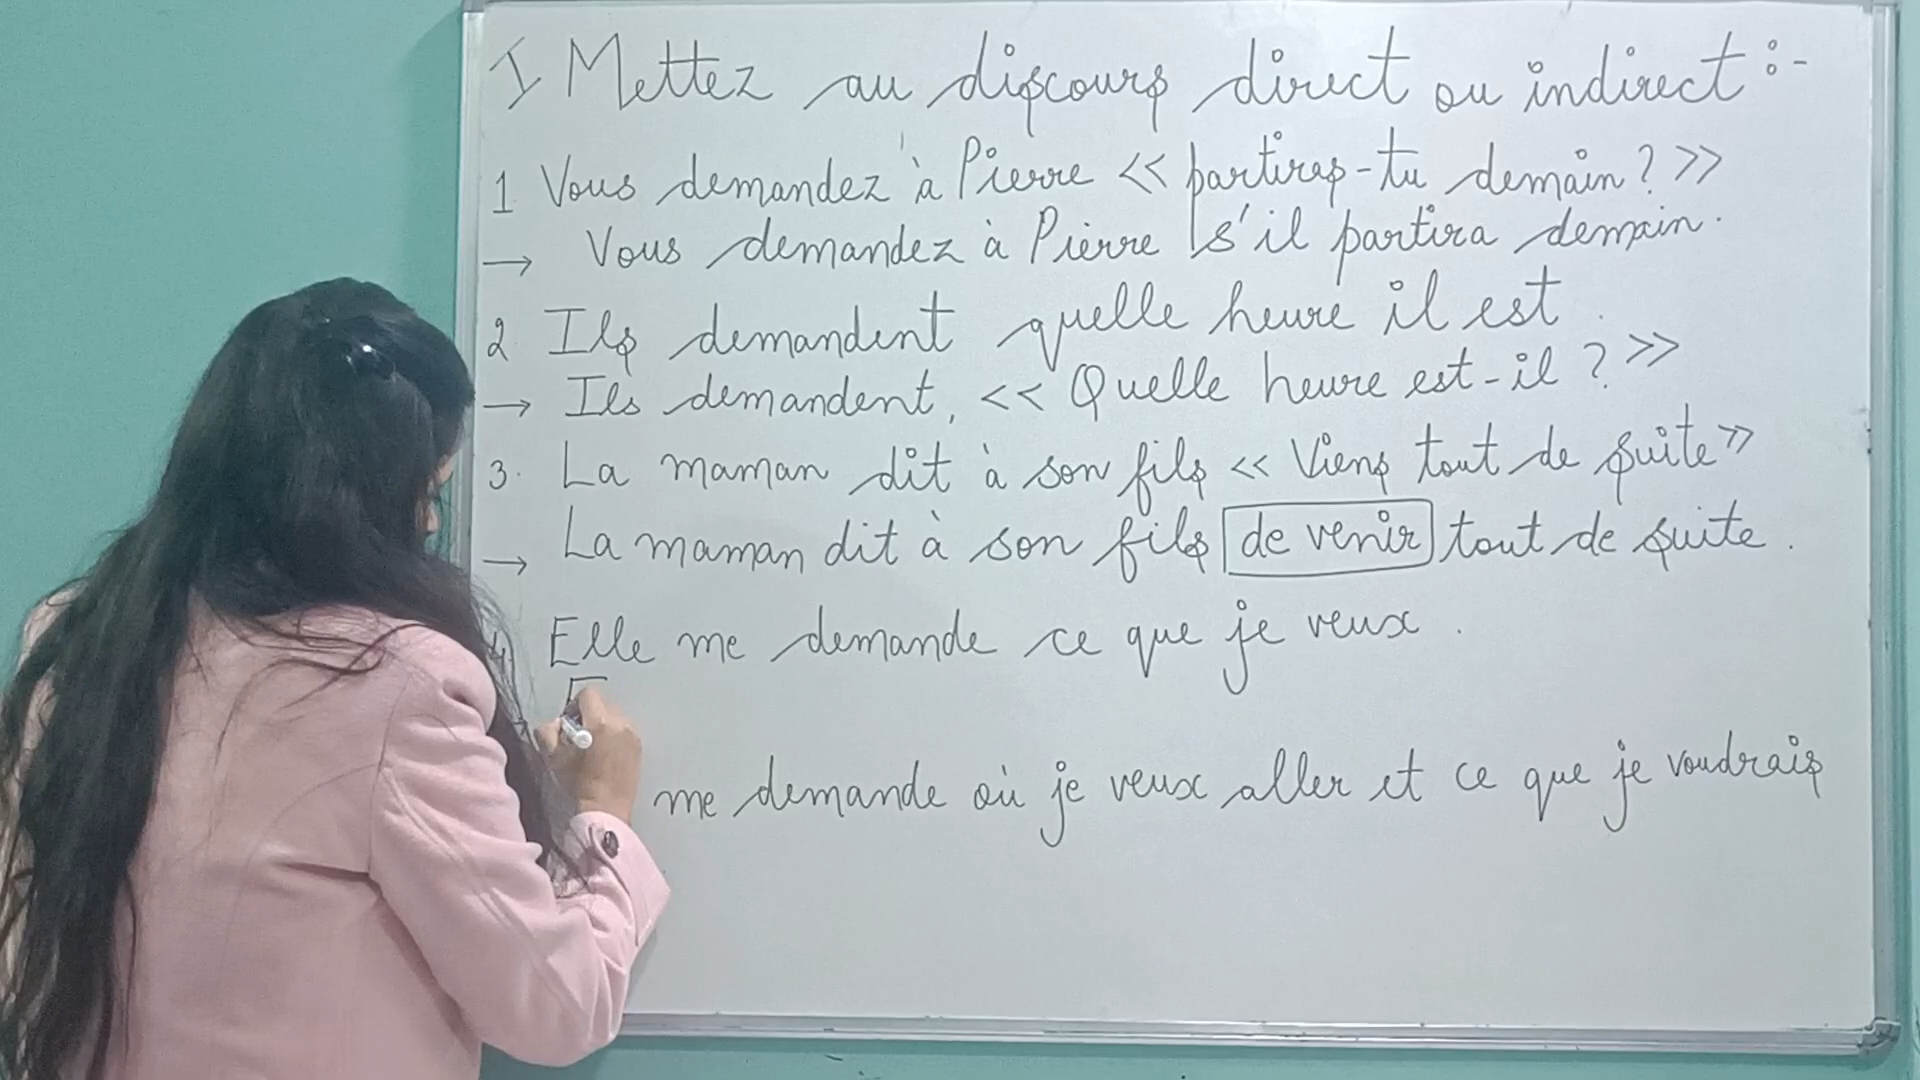 I Mettez au discours direct ou indirect :-
1 Vous demandez à Pierre << partiras-tu demain ? >>
→ Vous demandez à Pierre s'il partira demain.
2 Ils demandent quelle heure il est.
→ Ils demandent, << Quelle heure est-il ? >>
3. La maman dit à son fils << Viens tout de suite >>
→ La maman dit à son fils de venir tout de suite.
4 Elle me demande ce que je veux.
me demande où je veux aller et ce que je voudrais